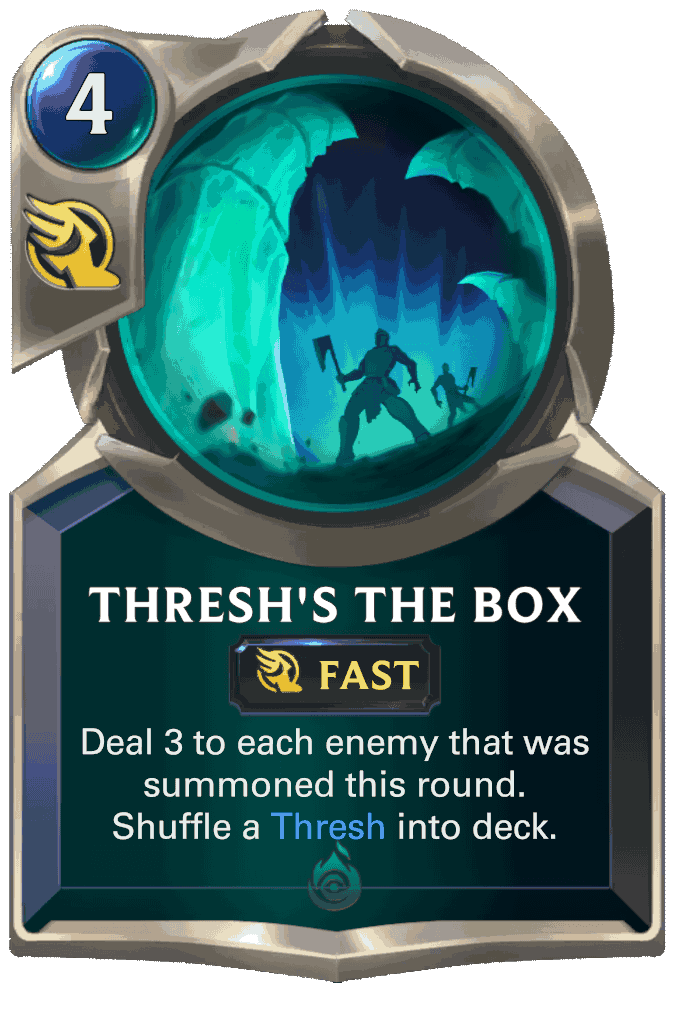 4
THRESH'S THE BOX
FAST
Deal 3 to each enemy that was
summoned this round.
Shuffle a Thresh into deck.